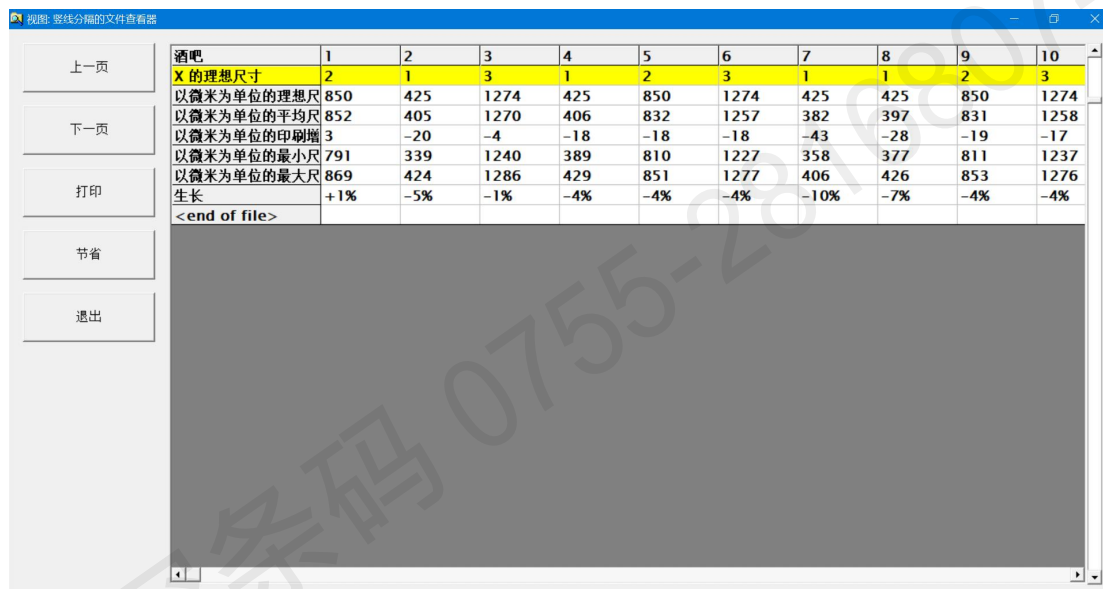 视图: 竖线分隔的文件查看器
上一页
下一页
打印
节省
退出
酒吧 1 2 3 4 5 6 7 8 9 10
X 的理想尺寸 2 1 3 1 2 3 1 1 2 3
以微米为单位的理想尺 850 425 1274 425 850 1274 425 425 850 1274
以微米为单位的平均尺 852 405 1270 406 832 1257 382 397 831 1258
以微米为单位的印刷增 3 -20 -4 -18 -18 -18 -43 -28 -19 -17
以微米为单位的最小尺 791 339 1240 389 810 1227 358 377 811 1237
以微米为单位的最大尺 869 424 1286 429 851 1277 406 426 853 1276
生长 +1% -5% -1% -4% -4% -4% -10% -7% -4% -4%
<end of file>
条码 0755-2816807